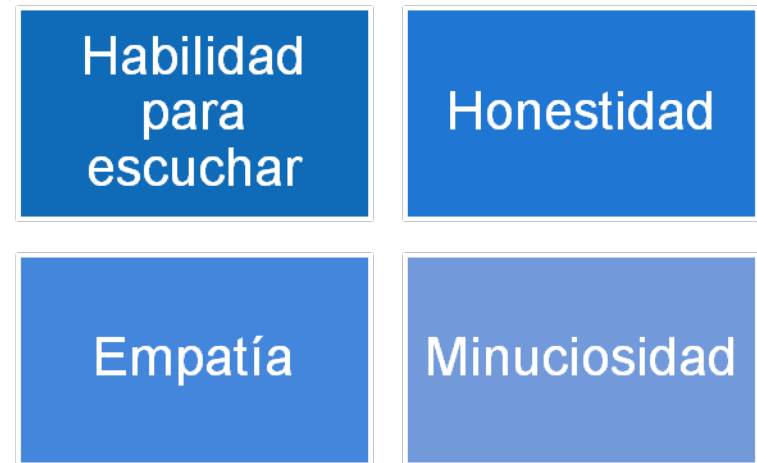 Habilidad
para
escuchar
Honestidad
Empatía
Minuciosidad